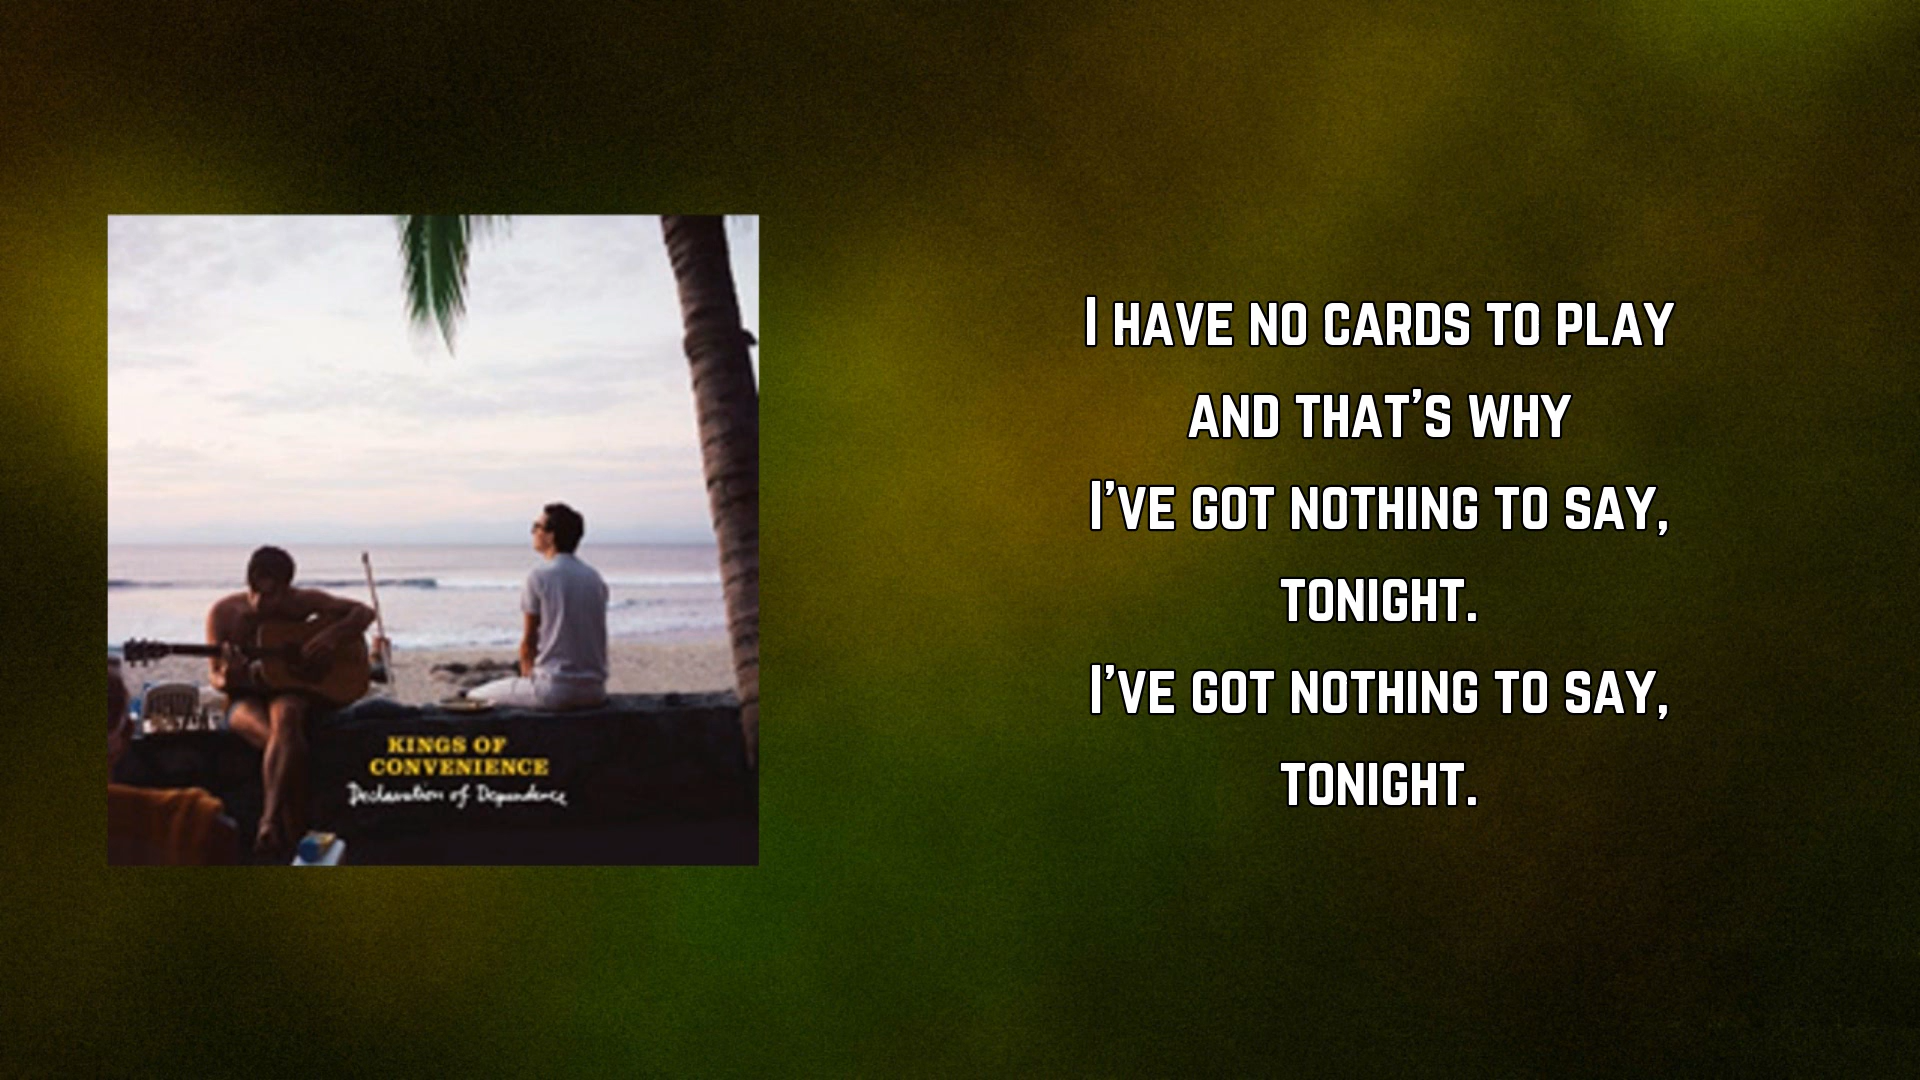 KINGS OF
CONVENIENCE
Declaration of Dependence
I HAVE NO CARDS TO PLAY
AND THAT'S WHY
I'VE GOT NOTHING TO SAY,
TONIGHT.
I'VE GOT NOTHING TO SAY,
TONIGHT.